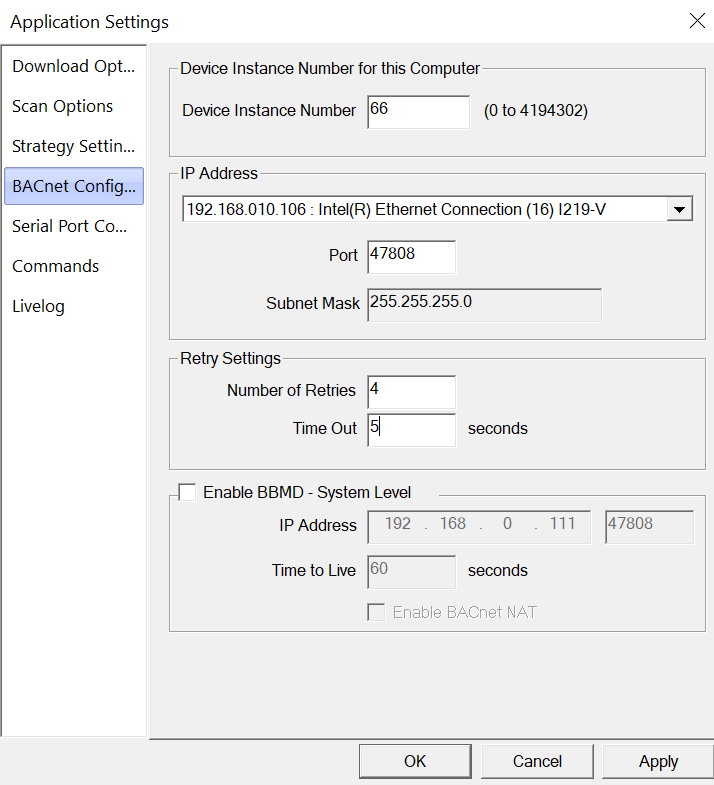 Application Settings
Download Opt...
Scan Options
Strategy Settin...
BACnet Config...
Serial Port Co...
Commands
Livelog
Device Instance Number for this Computer
Device Instance Number 66 (0 to 4194302)
IP Address
192.168.010.106 : Intel(R) Ethernet Connection (16) I219-V
Port 47808
Subnet Mask 255.255.255.0
Retry Settings
Number of Retries 4
Time Out 5 seconds
Enable BBMD - System Level
IP Address 192 . 168 . 0 . 111 47808
Time to Live 60 seconds
Enable BACnet NAT
OK Cancel Apply